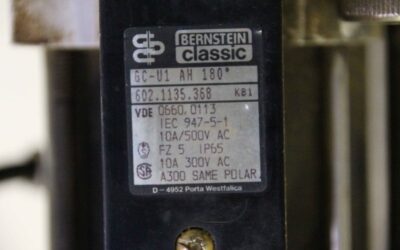 BERNSTEIN
classic
GC-U1 AH 180°
602.1135.368 KB1
VDE 0660.0113
IEC 947-5-1
10A/500V AC
FZ 5 IP65
10A 300V AC
A300 SAME POLAR.
D – 4952 Porta Westfalica